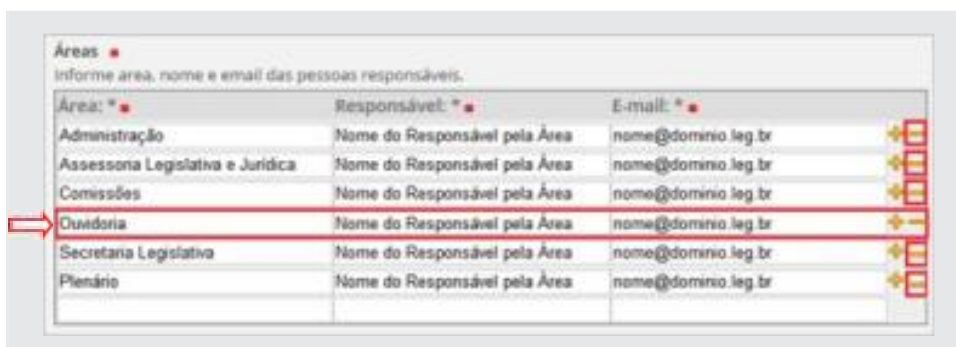 Áreas
Informe area, nome e email das pessoas responsáveis.
Área: * Responsável: * E-mail: *
Administração Nome do Responsável pela Área nome@dominio.leg.br
Assessoria Legislativa e Jurídica Nome do Responsável pela Área nome@dominio.leg.br
Comissões Nome do Responsável pela Área nome@dominio.leg.br
Ouvidoria Nome do Responsável pela Área nome@dominio.leg.br
Secretaria Legislativa Nome do Responsável pela Área nome@dominio.leg.br
Plenário Nome do Responsável pela Área nome@dominio.leg.br